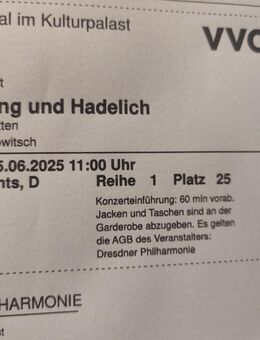 al im Kulturpalast
VVO
t
ng und Hadelich
tten
owitsch
5.06.2025 11:00 Uhr
nts, D Reihe 1 Platz 25
Konzerteinführung: 60 min vorab.
Jacken und Taschen sind an der
Garderobe abzugeben. Es gelten
die AGB des Veranstalters:
Dresdner Philharmonie
HARMONIE
st